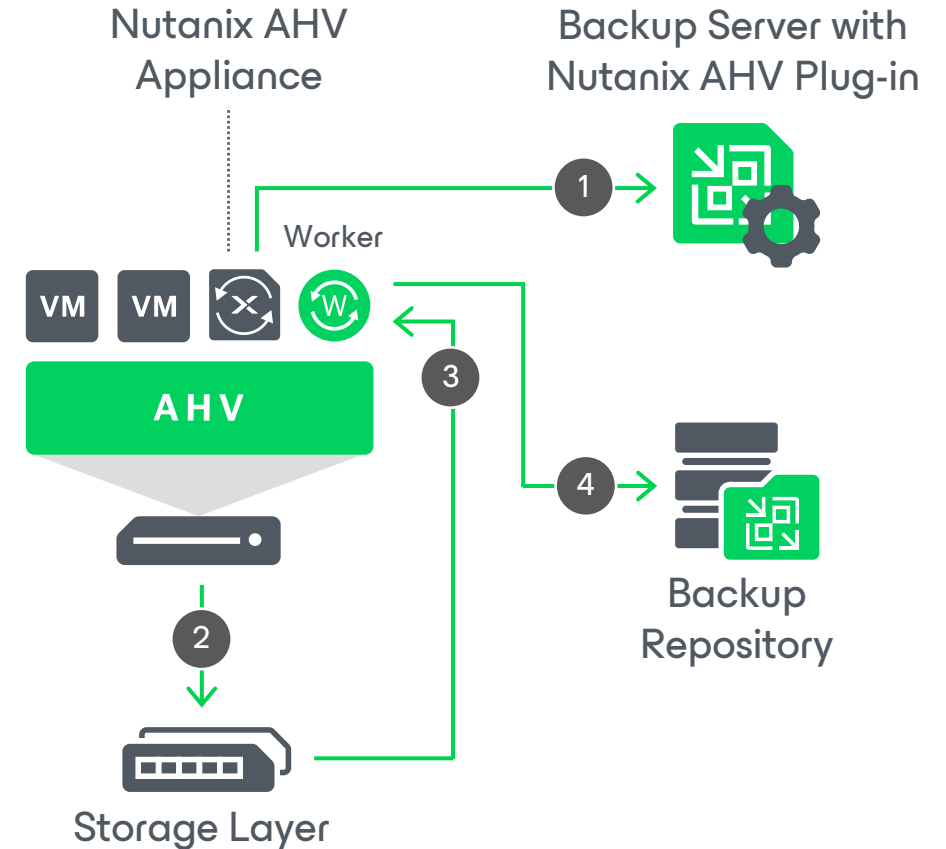 Nutanix AHV
Appliance
Backup Server with
Nutanix AHV Plug-in
1
Worker
VM
VM
X
W
3
AHV
4
2
Backup
Repository
Storage Layer